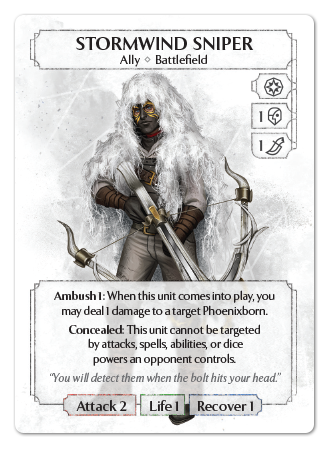 STORMWIND SNIPER
Ally ⬦ Battlefield
1
1
Ambush 1: When this unit comes into play, you
may deal 1 damage to a target Phoenixborn.
Concealed: This unit cannot be targeted
by attacks, spells, abilities, or dice
powers an opponent controls.
“You will detect them when the bolt hits your head.”
Attack 2 Life 1 Recover 1